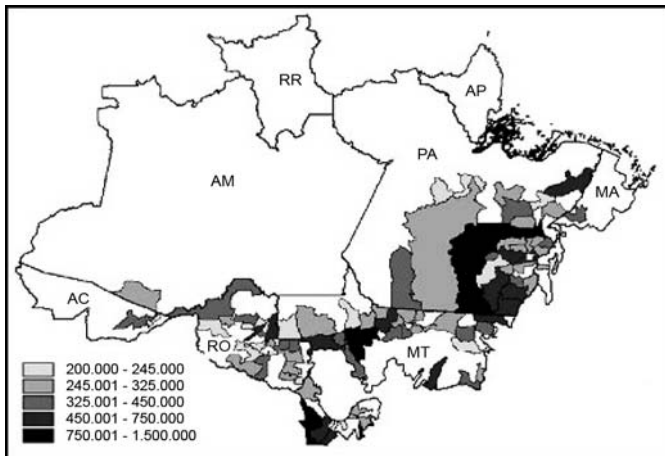 RR
AP
AM
PA
MA
AC
RO
MT
200.000 - 245.000
245.001 - 325.000
325.001 - 450.000
450.001 - 750.000
750.001 - 1.500.000